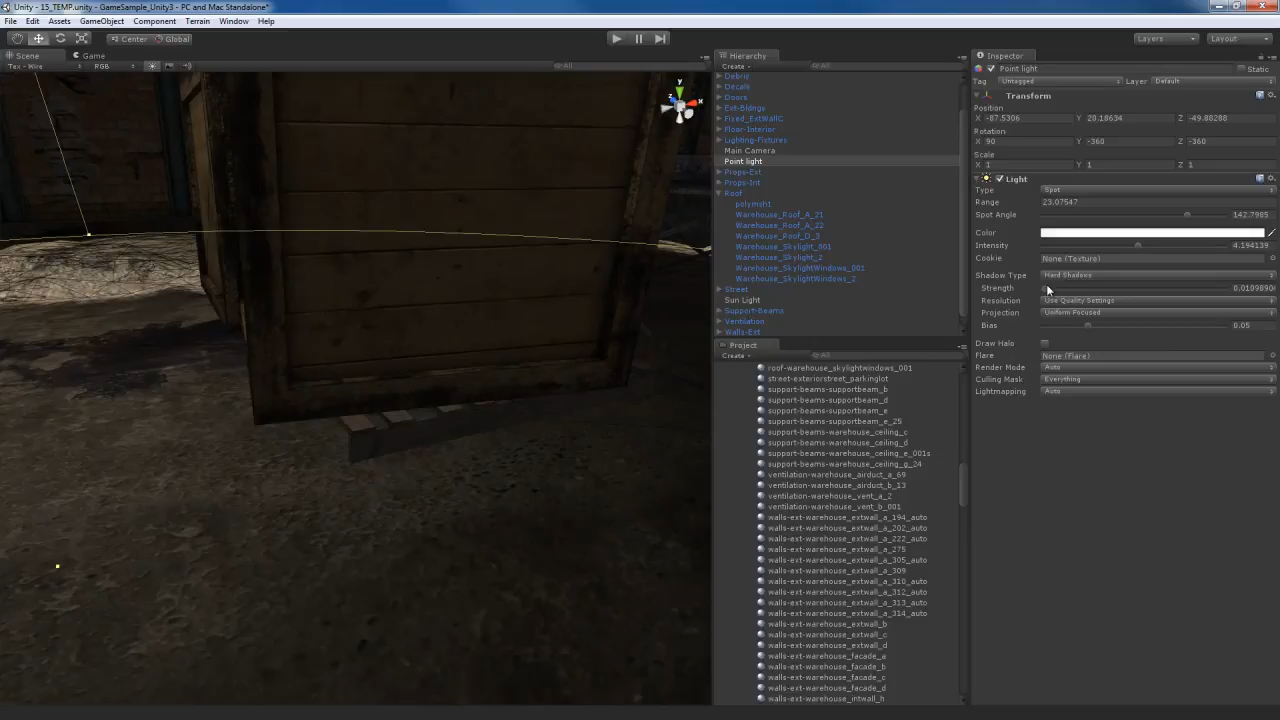 Unity - 15_TEMP.unity - GameSample_Unity3 - PC and Mac Standalone*
File Edit Assets GameObject Component Terrain Window Help
Center Global Layers Layout
Scene Game
Tex - Wire RGB All
y
x
z
Hierarchy
Create All
Debris
Decals
Doors
Ext-Bldngs
Fixed_ExtWallC
Floor-Interior
Lighting-Fixtures
Main Camera
Point light
Props-Ext
Props-Int
Roof
polymsh1
Warehouse_Roof_A_21
Warehouse_Roof_A_22
Warehouse_Roof_D_3
Warehouse_Skylight_001
Warehouse_Skylight_2
Warehouse_SkylightWindows_001
Warehouse_SkylightWindows_2
Street
Sun Light
Support-Beams
Ventilation
Walls-Ext
Project
Create All
roof-warehouse_skylightwindows_001
street-exteriorstreet_parkinglot
support-beams-supportbeam_b
support-beams-supportbeam_d
support-beams-supportbeam_e
support-beams-supportbeam_e_25
support-beams-warehouse_ceiling_c
support-beams-warehouse_ceiling_d
support-beams-warehouse_ceiling_e_001s
support-beams-warehouse_ceiling_g_24
ventilation-warehouse_airduct_a_69
ventilation-warehouse_airduct_b_13
ventilation-warehouse_vent_a_2
ventilation-warehouse_vent_b_001
walls-ext-warehouse_extwall_a_194_auto
walls-ext-warehouse_extwall_a_202_auto
walls-ext-warehouse_extwall_a_222_auto
walls-ext-warehouse_extwall_a_275
walls-ext-warehouse_extwall_a_305_auto
walls-ext-warehouse_extwall_a_309
walls-ext-warehouse_extwall_a_310_auto
walls-ext-warehouse_extwall_a_312_auto
walls-ext-warehouse_extwall_a_313_auto
walls-ext-warehouse_extwall_a_314_auto
walls-ext-warehouse_extwall_b
walls-ext-warehouse_extwall_c
walls-ext-warehouse_extwall_d
walls-ext-warehouse_facade_a
walls-ext-warehouse_facade_b
walls-ext-warehouse_facade_c
walls-ext-warehouse_facade_d
walls-ext-warehouse_intwall_h
Inspector
Point light Static
Tag Untagged Layer Default
Transform
Position
X -87.5306 Y 20.18634 Z -49.88288
Rotation
X 90 Y -360 Z -360
Scale
X 1 Y 1 Z 1
Light
Type Spot
Range 23.07547
Spot Angle 142.7985
Color
Intensity 4.194139
Cookie None (Texture)
Shadow Type Hard Shadows
Strength 0.0109890
Resolution Use Quality Settings
Projection Uniform Focused
Bias 0.05
Draw Halo
Flare None (Flare)
Render Mode Auto
Culling Mask Everything
Lightmapping Auto